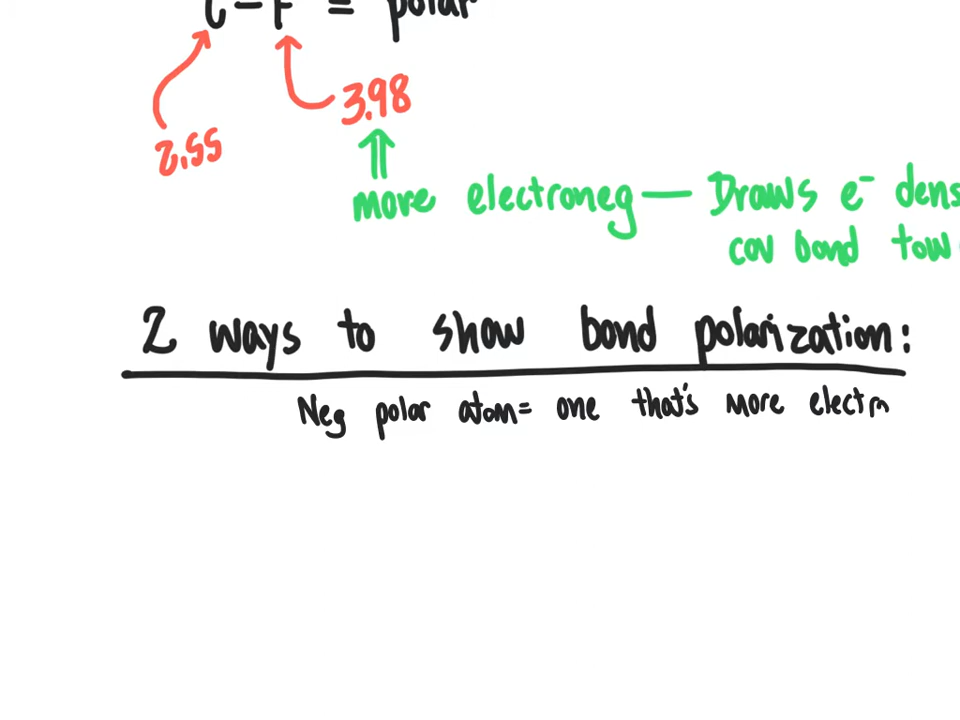 C - F = polar
3.98
2.55
more electroneg — Draws e⁻ dens
cov bond tow
2 ways to show bond polarization:
Neg polar atom = one that's more electr